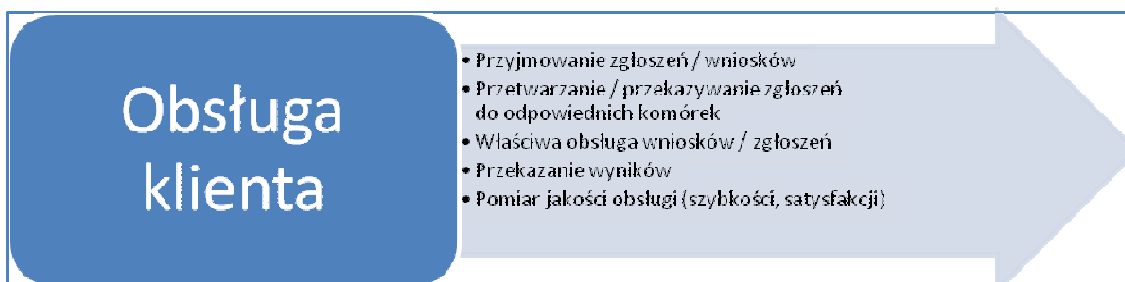 Obsługa
klienta
• Przyjmowanie zgłoszeń / wniosków
• Przetwarzanie / przekazywanie zgłoszeń
do odpowiednich komórek
• Właściwa obsługa wniosków / zgłoszeń
• Przekazanie wyników
• Pomiar jakości obsługi (szybkości, satysfakcji)